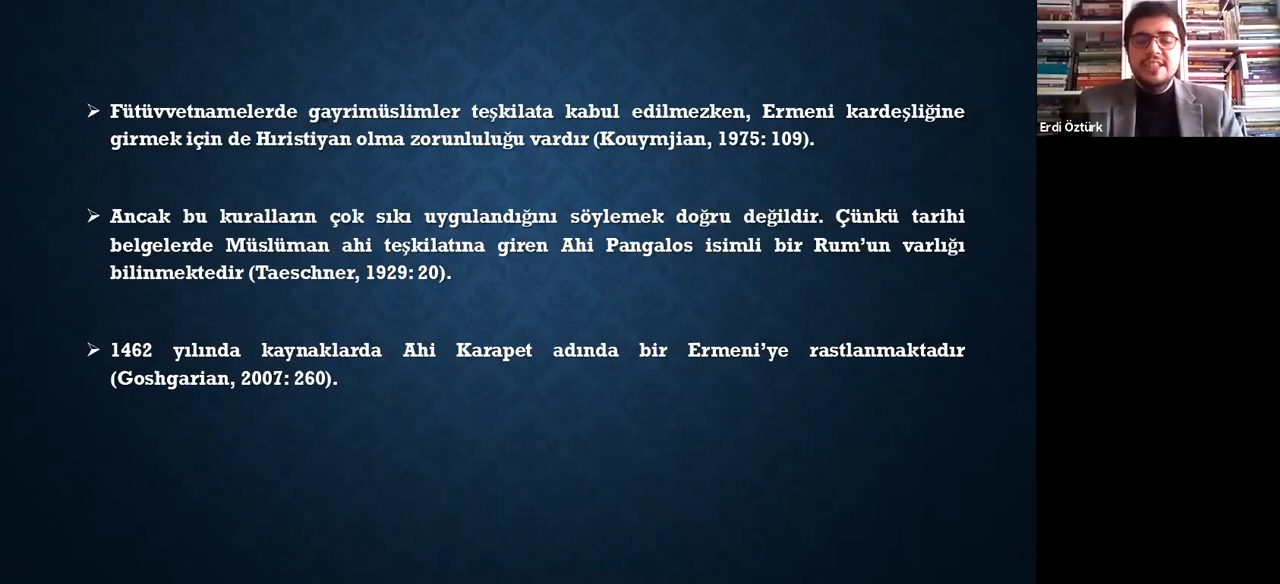 Fütüvvetnamelerde gayrimüslimler teşkilata kabul edilmezken, Ermeni kardeşliğine
girmek için de Hıristiyan olma zorunluluğu vardır (Kouymjian, 1975: 109).
Ancak bu kuralların çok sıkı uygulandığını söylemek doğru değildir. Çünkü tarihi
belgelerde Müslüman ahi teşkilatına giren Ahi Pangalos isimli bir Rum’un varlığı
bilinmektedir (Taeschner, 1929: 20).
1462 yılında kaynaklarda Ahi Karapet adında bir Ermeni’ye rastlanmaktadır
(Goshgarian, 2007: 260).
Erdi Öztürk